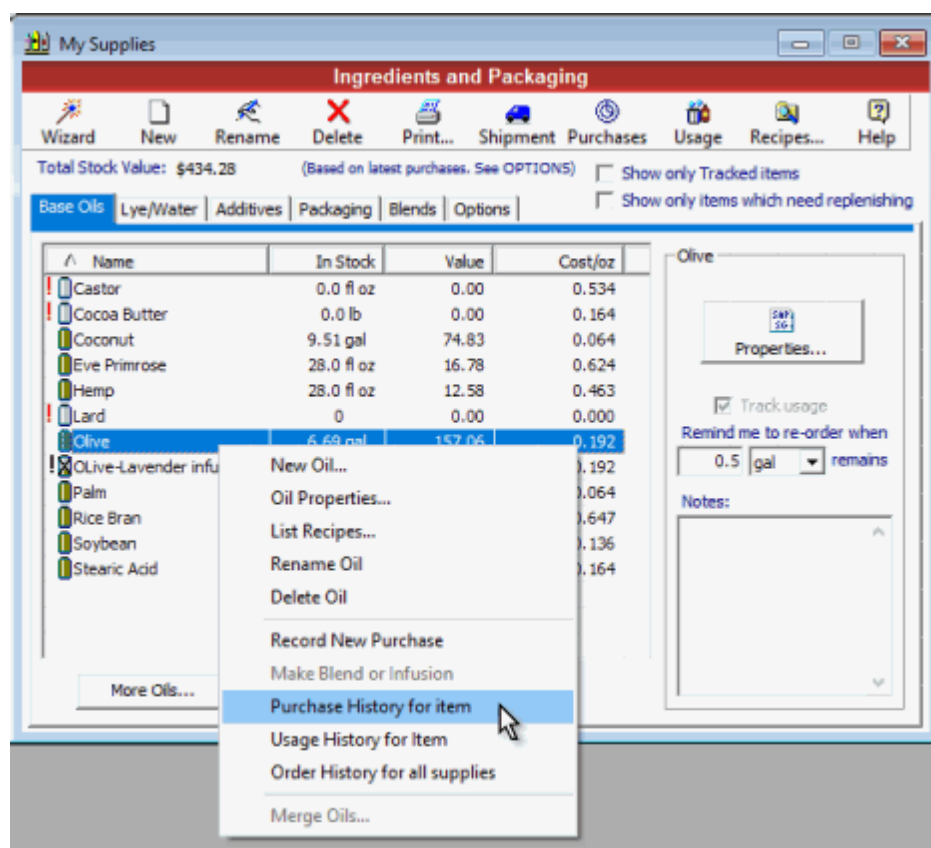 My Supplies
Ingredients and Packaging
Wizard New Rename Delete Print... Shipment Purchases Usage Recipes... Help
Total Stock Value: $434.28 (Based on latest purchases. See OPTIONS) Show only Tracked items
Show only items which need replenishing
Base Oils Lye/Water Additives Packaging Blends Options
Name In Stock Value Cost/oz
Castor 0.0 fl oz 0.00 0.534
Cocoa Butter 0.0 lb 0.00 0.164
Coconut 9.51 gal 74.83 0.064
Eve Primrose 28.0 fl oz 16.78 0.624
Hemp 28.0 fl oz 12.58 0.463
Lard 0 0.00 0.000
Olive 6.69 gal 157.06 0.192
OLive-Lavender infu 0.192
Palm 0.064
Rice Bran 0.647
Soybean 0.136
Stearic Acid 0.164
More Oils...
New Oil...
Oil Properties...
List Recipes...
Rename Oil
Delete Oil
Record New Purchase
Make Blend or Infusion
Purchase History for item
Usage History for Item
Order History for all supplies
Merge Oils...
Olive
SAP
SG
Properties...
Track usage
Remind me to re-order when
0.5 gal remains
Notes: